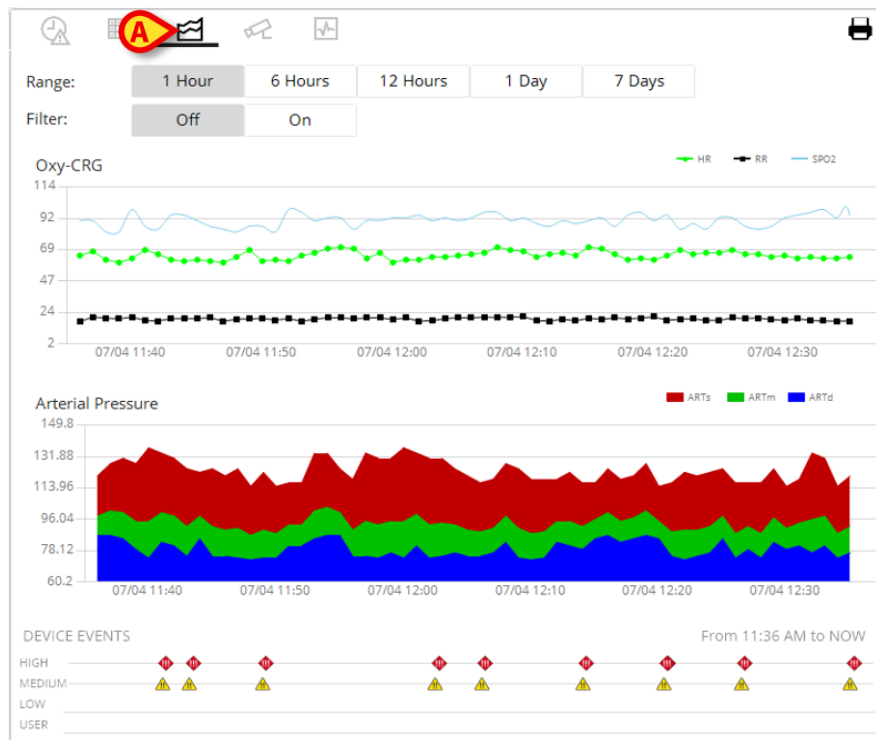 A
Range: 1 Hour 6 Hours 12 Hours 1 Day 7 Days
Filter: Off On
Oxy-CRG HR RR SPO2
114
92
69
47
24
2
07/04 11:40 07/04 11:50 07/04 12:00 07/04 12:10 07/04 12:20 07/04 12:30
Arterial Pressure ARTs ARTm ARTd
149.8
131.88
113.96
96.04
78.12
60.2
07/04 11:40 07/04 11:50 07/04 12:00 07/04 12:10 07/04 12:20 07/04 12:30
DEVICE EVENTS From 11:36 AM to NOW
HIGH
MEDIUM
LOW
USER